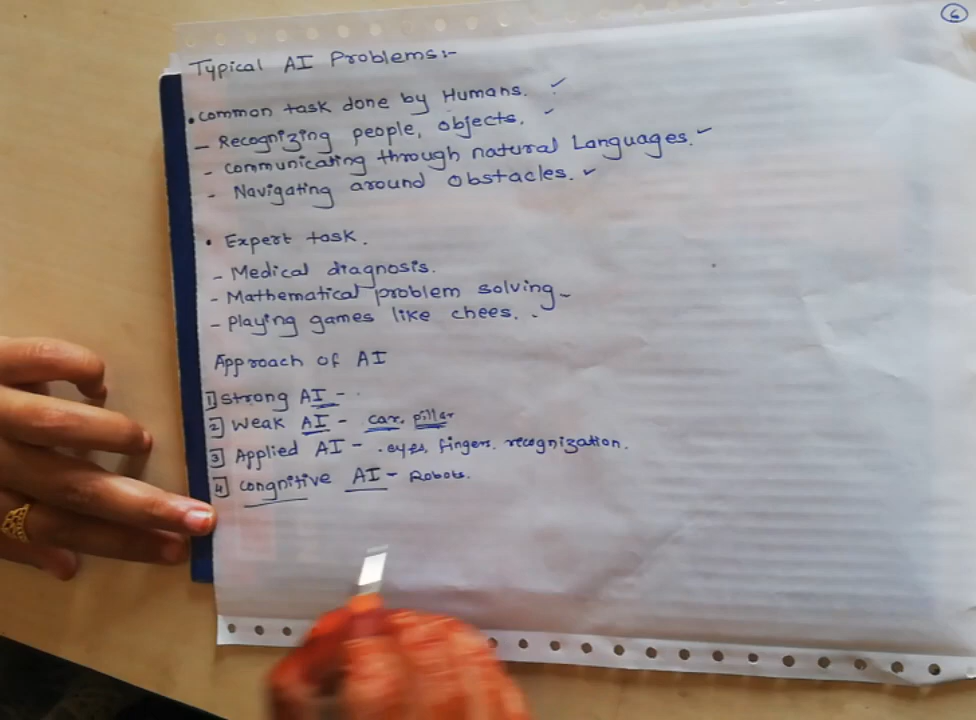 6
Typical AI Problems:-
• common task done by Humans.
- Recognizing people, objects.
- communicating through natural Languages.
- Navigating around obstacles.
• Expert task.
- Medical diagnosis.
- Mathematical problem solving
- Playing games like chees.
Approach of AI
1 strong AI -
2 Weak AI - car, pillar
3 Applied AI - eyes, fingers. recognization.
4 Congnitive AI - Robots.